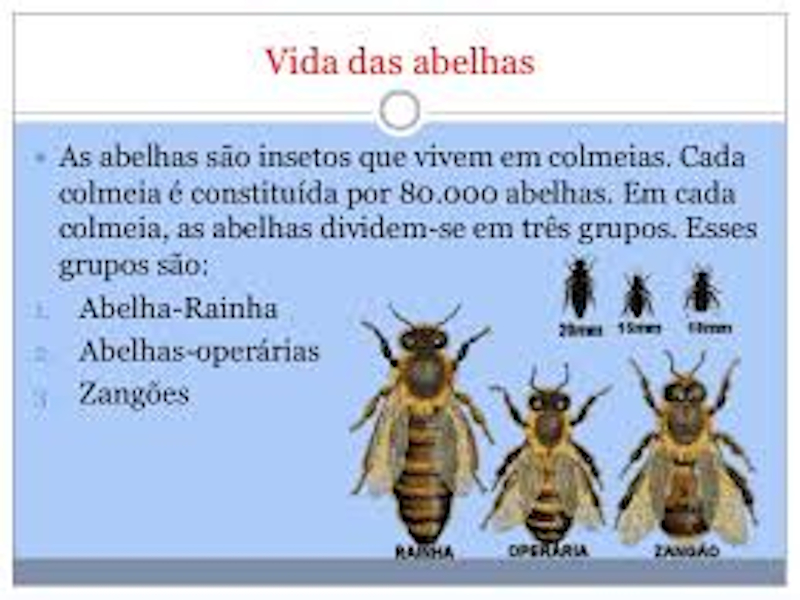 Vida das abelhas
• As abelhas são insetos que vivem em colmeias. Cada
colmeia é constituída por 80.000 abelhas. Em cada
colmeia, as abelhas dividem-se em três grupos. Esses
grupos são:
1. Abelha-Rainha
2. Abelhas-operárias
3. Zangões
20mm 15mm
RAINHA OPERÁRIA ZANGÃO